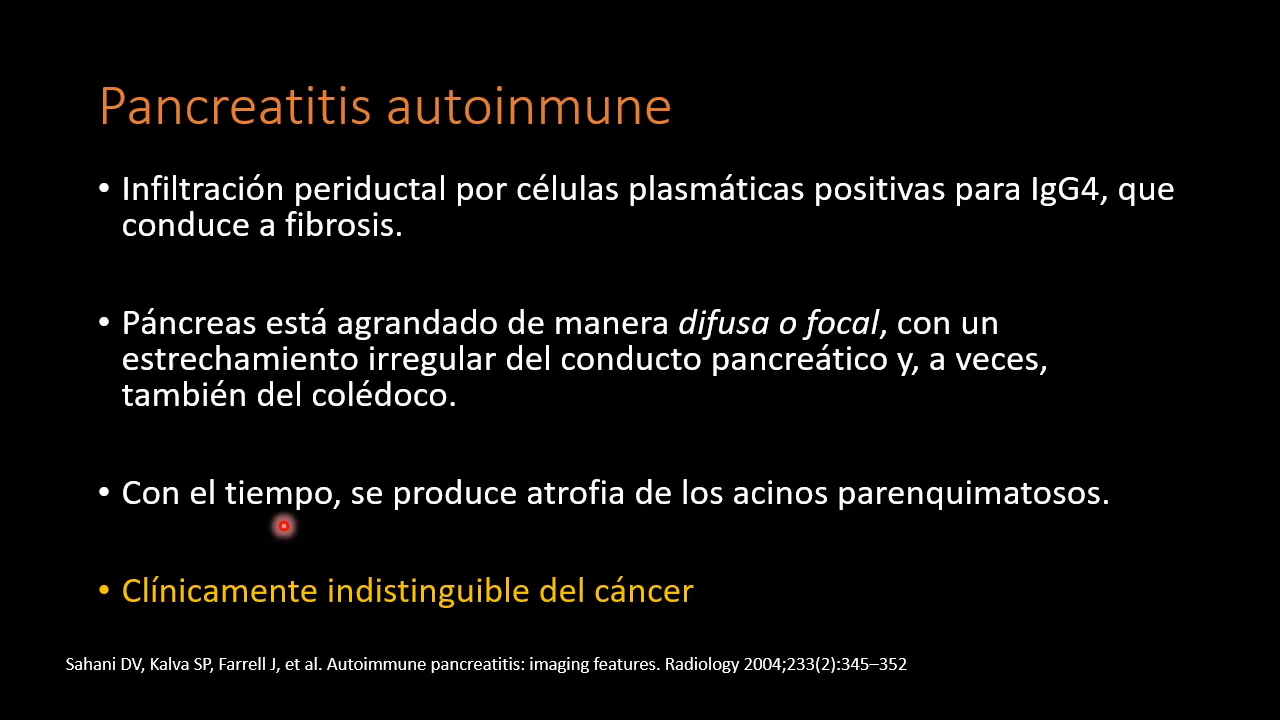 Pancreatitis autoinmune
• Infiltración periductal por células plasmáticas positivas para IgG4, que
conduce a fibrosis.
• Páncreas está agrandado de manera difusa o focal, con un
estrechamiento irregular del conducto pancreático y, a veces,
también del colédoco.
• Con el tiempo, se produce atrofia de los acinos parenquimatosos.
• Clínicamente indistinguible del cáncer
Sahani DV, Kalva SP, Farrell J, et al. Autoimmune pancreatitis: imaging features. Radiology 2004;233(2):345–352